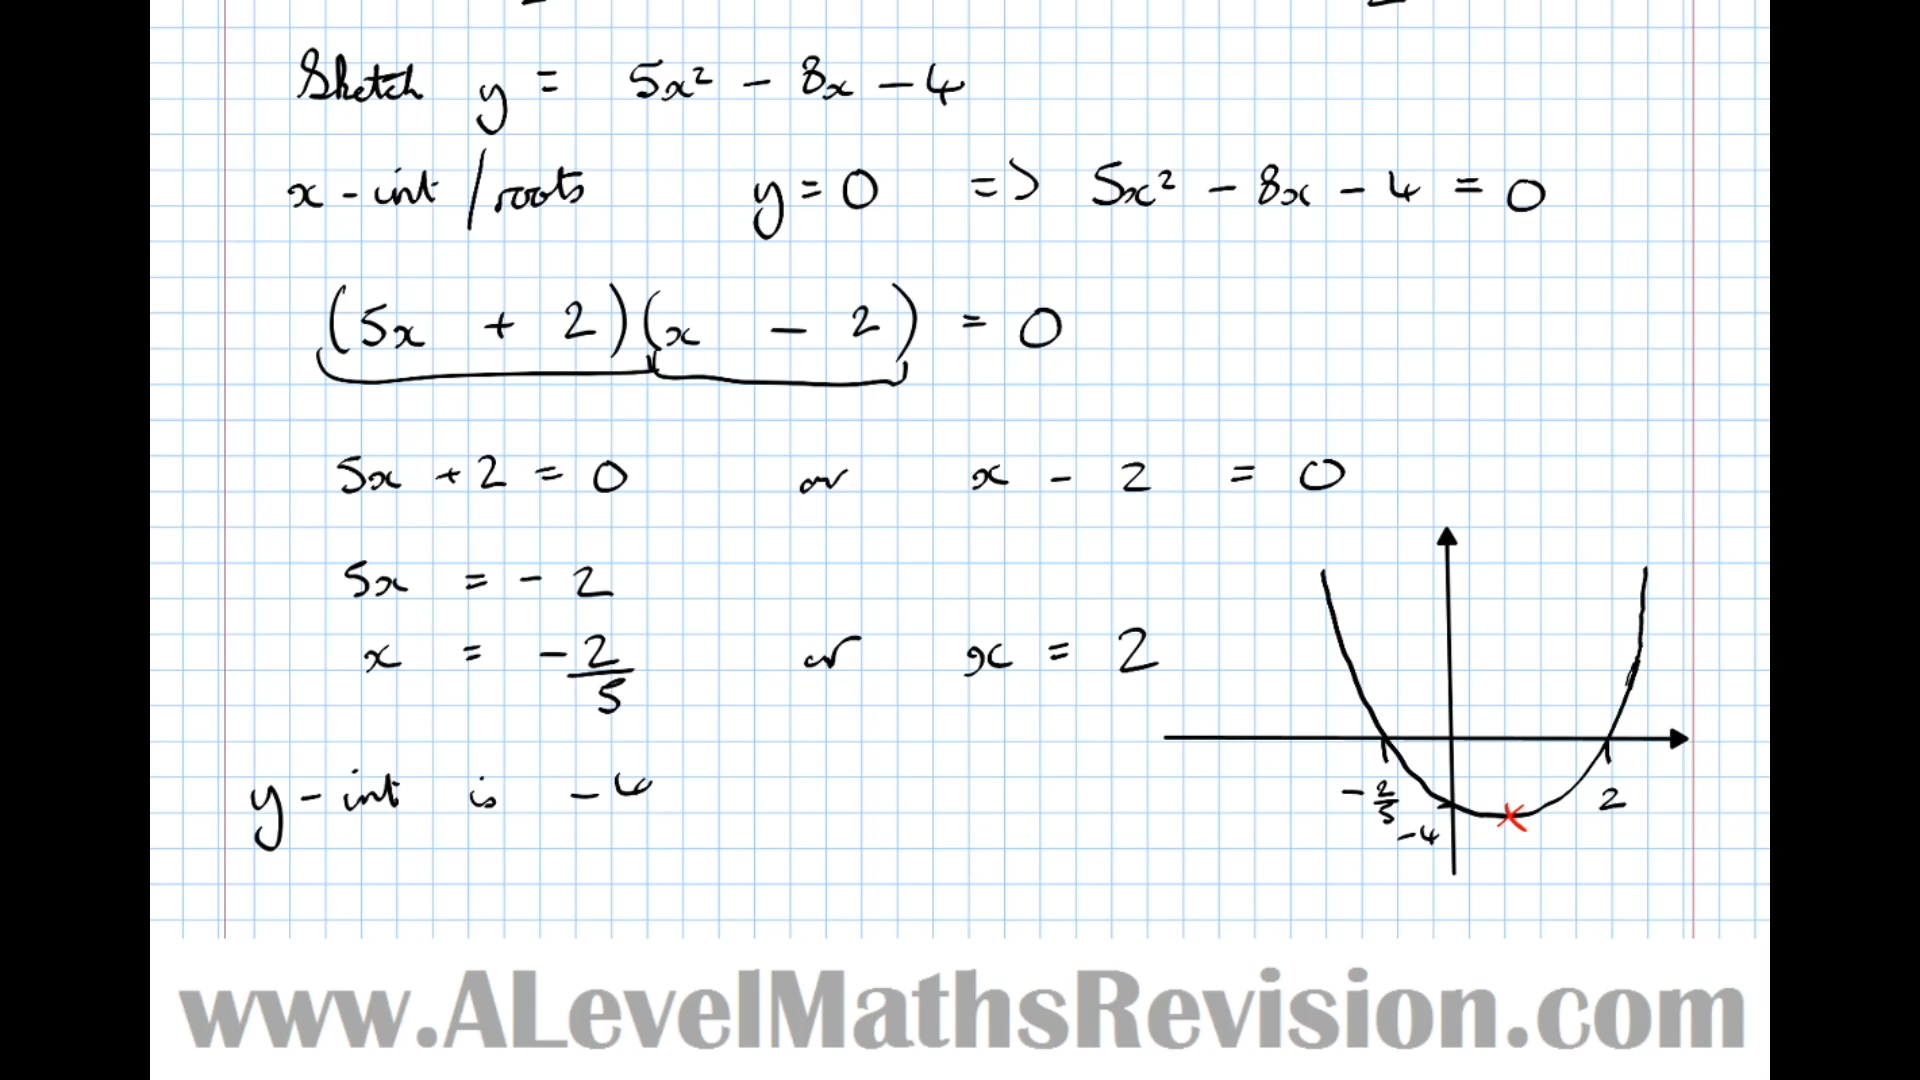 Sketch y = 5x² - 8x - 4
x-int / roots y = 0 => 5x² - 8x - 4 = 0
(5x + 2)(x - 2) = 0
5x + 2 = 0 or x - 2 = 0
5x = - 2
x = -2/5 or x = 2
y-int is -4
-2/5 2
-4
www.ALevelMathsRevision.com